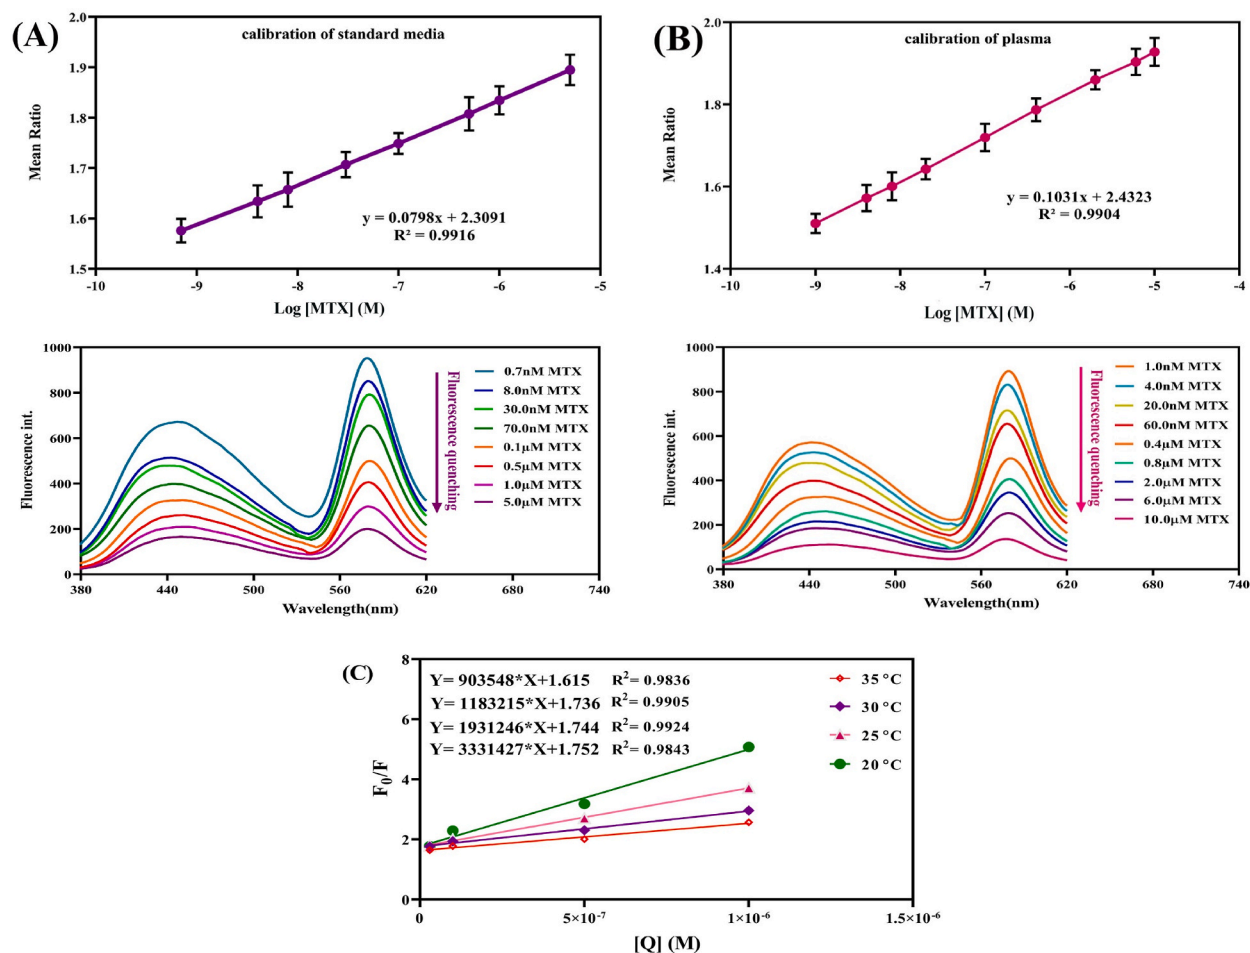 (A)
calibration of standard media
2.0
1.9
1.8
1.7
1.6
1.5
Mean Ratio
y = 0.0798x + 2.3091
R² = 0.9916
-10 -9 -8 -7 -6 -5
Log [MTX] (M)
(B)
calibration of plasma
2.0
1.8
1.6
1.4
Mean Ratio
y = 0.1031x + 2.4323
R² = 0.9904
-10 -9 -8 -7 -6 -5 -4
Log [MTX] (M)
1000
800
600
400
200
0
Fluorescence int.
Fluorescence quenching
0.7nM MTX
8.0nM MTX
30.0nM MTX
70.0nM MTX
0.1μM MTX
0.5μM MTX
1.0μM MTX
5.0μM MTX
380 440 500 560 620 680 740
Wavelength(nm)
1000
800
600
400
200
0
Fluorescence int.
Fluorescence quenching
1.0nM MTX
4.0nM MTX
20.0nM MTX
60.0nM MTX
0.4μM MTX
0.8μM MTX
2.0μM MTX
6.0μM MTX
10.0μM MTX
380 440 500 560 620 680 740
Wavelength(nm)
(C)
8
6
4
2
0
F₀/F
Y= 903548*X+1.615 R²= 0.9836
Y= 1183215*X+1.736 R²= 0.9905
Y= 1931246*X+1.744 R²= 0.9924
Y= 3331427*X+1.752 R²= 0.9843
35 °C
30 °C
25 °C
20 °C
0 5×10⁻⁷ 1×10⁻⁶ 1.5×10⁻⁶
[Q] (M)